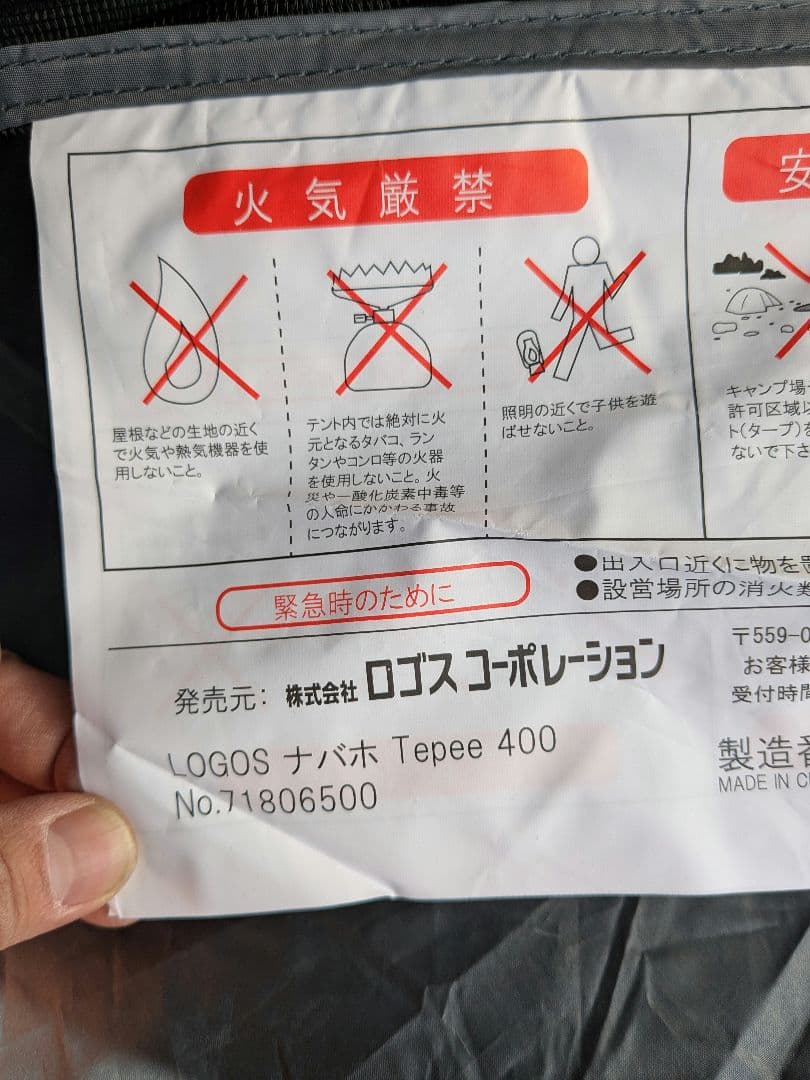 火気厳禁
屋根などの生地の近く
で火気や熱気機器を使
用しないこと。
テント内では絶対に火
元となるタバコ、ラン
タンやコンロ等の火器
を使用しないこと。火
災や一酸化炭素中毒等
の人命にかかわる事故
につながります。
照明の近くで子供を遊
ばせないこと。
安
キャンプ場
許可区域
ト(タープ)を
ないで下さ
緊急時のために
●出入口近くに物を
●設営場所の消火
発売元：株式会社ロゴスコーポレーション
LOGOS ナバホ Tepee 400
No.71806500
〒559-0
お客様
受付時間
製造番
MADE IN C